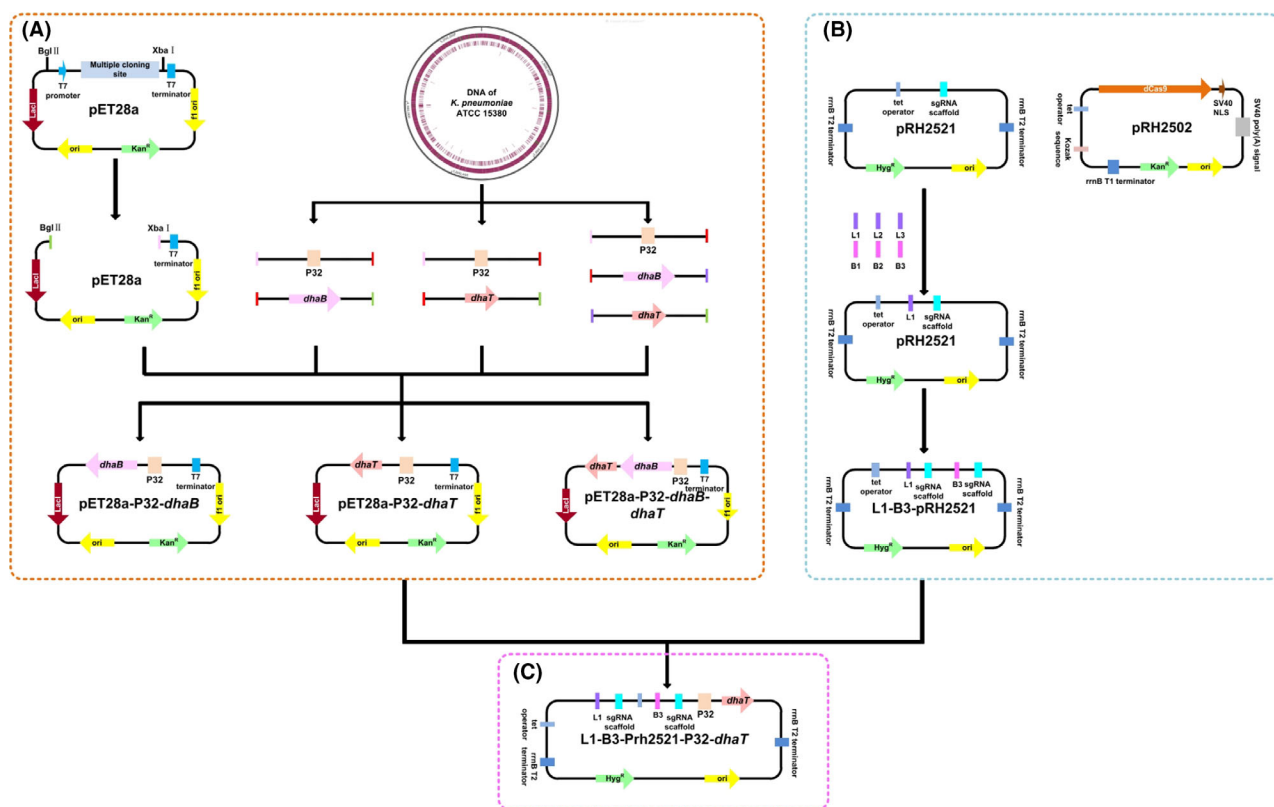 (A)
Bgl Ⅱ
Xba Ⅰ
Multiple cloning
site
T7
promoter
T7
terminator
pET28a
LacI
f1 ori
ori
Kan^R
DNA of
K. pneumoniae
ATCC 15380
Bgl Ⅱ
Xba Ⅰ
T7
terminator
pET28a
LacI
f1 ori
ori
Kan^R
P32
dhaB
P32
dhaT
P32
dhaB
dhaT
dhaB
P32
T7
terminator
pET28a-P32-dhaB
LacI
f1 ori
ori
Kan^R
dhaT
P32
T7
terminator
pET28a-P32-dhaT
LacI
f1 ori
ori
Kan^R
dhaT
dhaB
P32
T7
terminator
pET28a-P32-dhaB-
dhaT
LacI
f1 ori
ori
Kan^R
(B)
rrnB T2 terminator
tet
operator
sgRNA
scaffold
pRH2521
rrnB T2 terminator
Hyg^R
ori
dCas9
SV40
NLS
tet
operator
pRH2502
SV40 poly(A) signal
Kozak
sequence
rrnB T1 terminator
Kan^R
ori
L1
L2
L3
B1
B2
B3
rrnB T2 terminator
tet
operator
L1
sgRNA
scaffold
pRH2521
rrnB T2 terminator
Hyg^R
ori
rrnB T2 terminator
tet
operator
L1
sgRNA
scaffold
B3
sgRNA
scaffold
L1-B3-pRH2521
rrnB T2 terminator
Hyg^R
ori
(C)
L1
sgRNA
scaffold
B3
sgRNA
scaffold
P32
dhaT
tet
operator
L1-B3-Prh2521-P32-dhaT
rrnB T2
terminator
rrnB T2 terminator
Hyg^R
ori